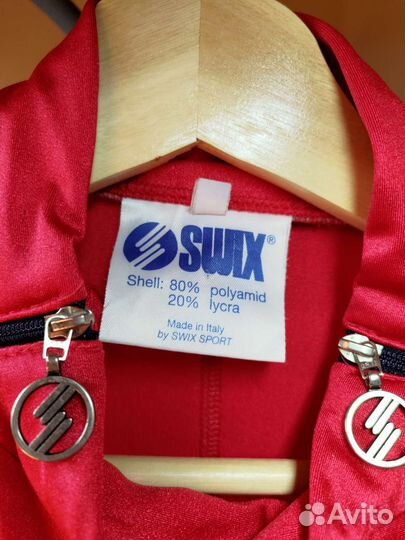 SWIX®
Shell: 80% polyamid
20% lycra
Made in Italy
by SWIX SPORT
Avito